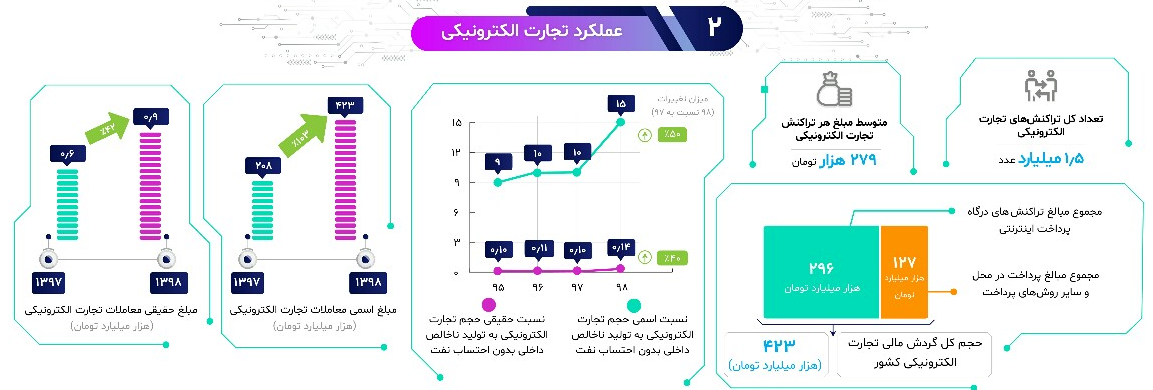 ۲
عملکرد تجارت الکترونیکی
تعداد کل تراکنش‌های تجارت
الکترونیکی
۱٫۵ میلیارد عدد
متوسط مبلغ هر تراکنش
تجارت الکترونیکی
۲۷۹ هزار تومان
مجموع مبالغ تراکنش‌های درگاه
پرداخت اینترنتی
مجموع مبالغ پرداخت در محل
و سایر روش‌های پرداخت
۱۲۷
هزار میلیارد
تومان
۲۹۶
هزار میلیارد تومان
حجم کل گردش مالی تجارت
الکترونیکی کشور
۴۲۳
(هزار میلیارد تومان)
میزان تغییرات
(۹۸ نسبت به ۹۷)
٪۵۰
٪۴۰
۱۵
۱۲
۹
۶
۳
۰
۹
۱۰
۱۰
۱۵
۰٫۱۰
۰٫۱۱
۰٫۱۰
۰٫۱۴
۹۵
۹۶
۹۷
۹۸
نسبت اسمی حجم تجارت
الکترونیکی به تولید ناخالص
داخلی بدون احتساب نفت
نسبت حقیقی حجم تجارت
الکترونیکی به تولید ناخالص
داخلی بدون احتساب نفت
۴۲۳
٪۱۰۳
۲۰۸
۱۳۹۸
۱۳۹۷
مبلغ اسمی معاملات تجارت الکترونیکی
(هزار میلیارد تومان)
۰٫۹
٪۴۲
۰٫۶
۱۳۹۸
۱۳۹۷
مبلغ حقیقی معاملات تجارت الکترونیکی
(هزار میلیارد تومان)